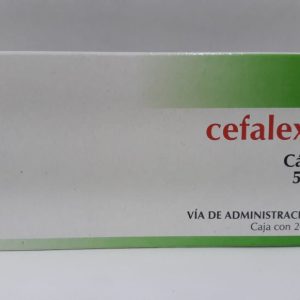 cefalex
Cá
5
VÍA DE ADMINISTRACI
Caja con 2